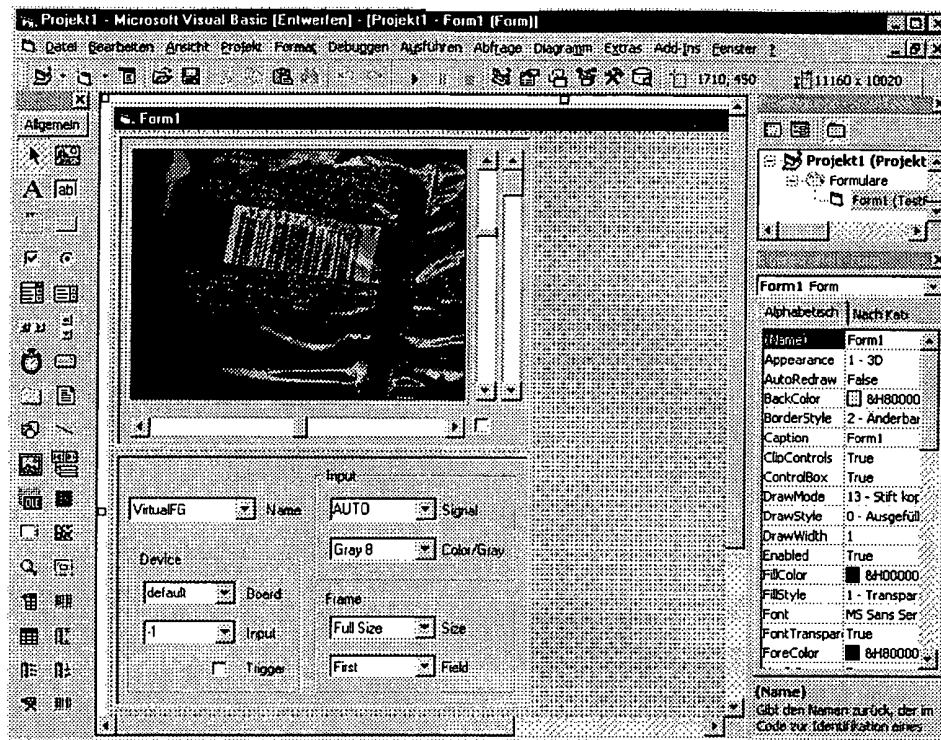 Projekt1 - Microsoft Visual Basic [Entwerfen] - [Projekt1 - Form1 (Form)]
Datei Bearbeiten Ansicht Projekt Format Debuggen Ausführen Abfrage Diagramm Extras Add-Ins Fenster ?
1710, 450 11160 x 10020
Allgemein
Form1
VirtualFG Name
Device
default Board
-1 Input
Trigger
Input
AUTO Signal
Gray 8 Color/Gray
Frame
Full Size Size
First Field
Projekt1 (Projekt
Formulare
Form1 (Testf
Form1 Form
Alphabetisch Nach Kat
(Name) Form1
Appearance 1 - 3D
AutoRedraw False
BackColor &H80000
BorderStyle 2 - Änderbar
Caption Form1
ClipControls True
ControlBox True
DrawMode 13 - Stift kop
DrawStyle 0 - Ausgefüll
DrawWidth 1
Enabled True
FillColor &H00000
FillStyle 1 - Transpar
Font MS Sans Ser
FontTranspar True
ForeColor &H80000
(Name)
Gibt den Namen zurück, der im
Code zur Identifikation eines